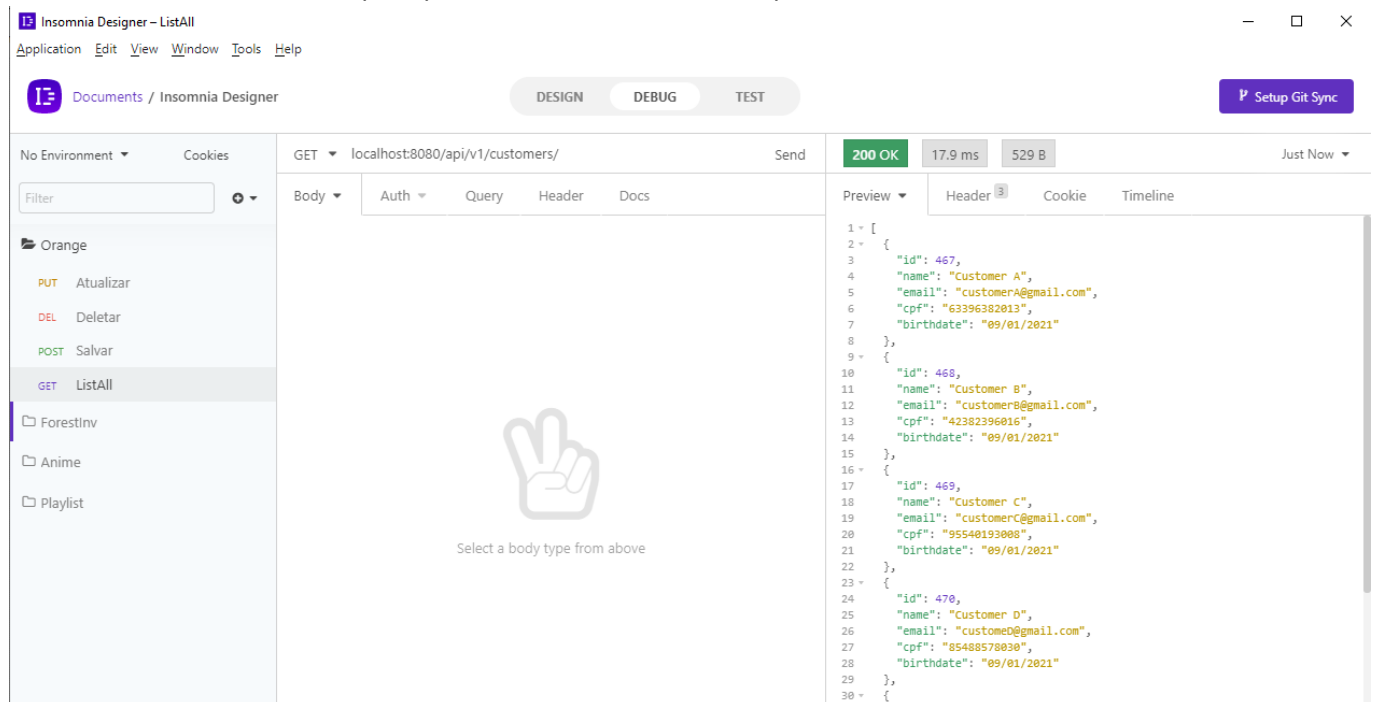 Insomnia Designer – ListAll
Application Edit View Window Tools Help
Documents / Insomnia Designer
DESIGN DEBUG TEST
Setup Git Sync
No Environment Cookies
GET localhost:8080/api/v1/customers/ Send
200 OK 17.9 ms 529 B Just Now
Filter
Body Auth Query Header Docs
Preview Header 3 Cookie Timeline
Orange
PUT Atualizar
DEL Deletar
POST Salvar
GET ListAll
ForestInv
Anime
Playlist
Select a body type from above
1 [
2 {
3 "id": 467,
4 "name": "Customer A",
5 "email": "customerA@gmail.com",
6 "cpf": "63396382013",
7 "birthdate": "09/01/2021"
8 },
9 {
10 "id": 468,
11 "name": "Customer B",
12 "email": "customerB@gmail.com",
13 "cpf": "42382396016",
14 "birthdate": "09/01/2021"
15 },
16 {
17 "id": 469,
18 "name": "Customer C",
19 "email": "customerC@gmail.com",
20 "cpf": "95540193008",
21 "birthdate": "09/01/2021"
22 },
23 {
24 "id": 470,
25 "name": "Customer D",
26 "email": "customeD@gmail.com",
27 "cpf": "85488578030",
28 "birthdate": "09/01/2021"
29 },
30 {